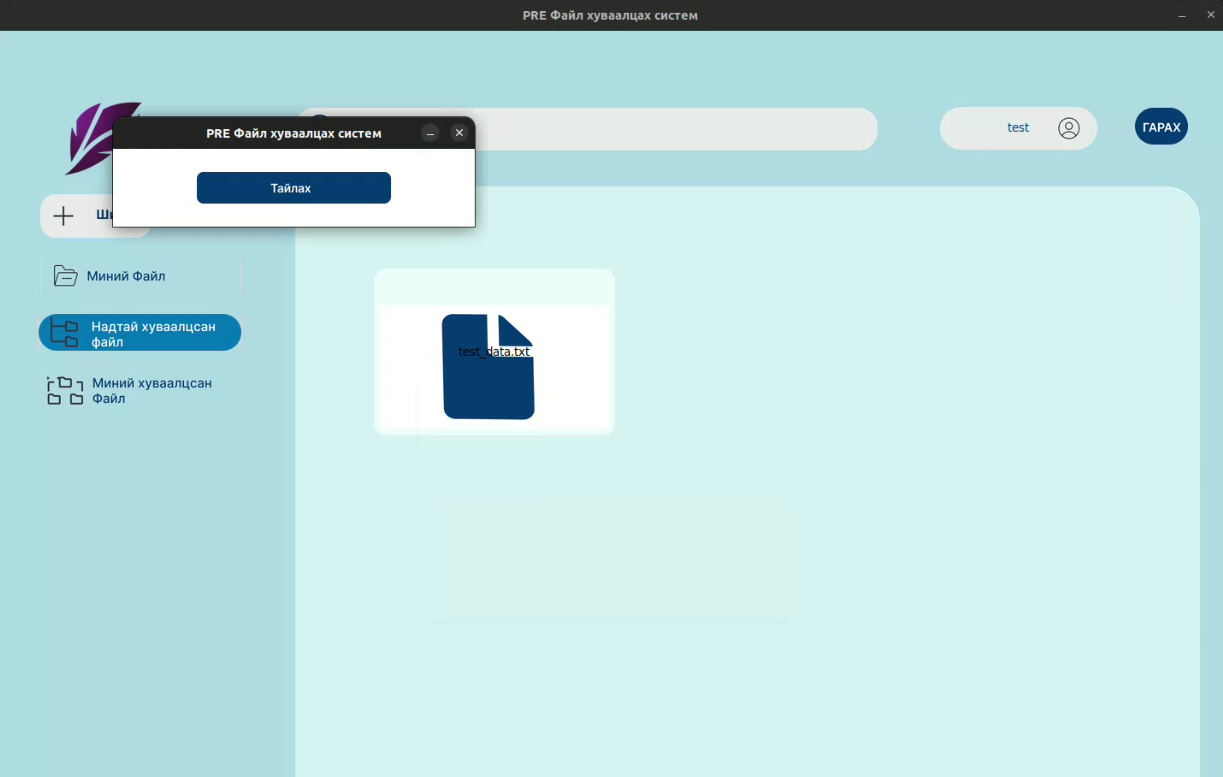 PRE Файл хуваалцах систем
test
ГАРАХ
PRE Файл хуваалцах систем
Тайлах
Миний Файл
Надтай хуваалцсан
файл
Миний хуваалцсан
Файл
test_data.txt